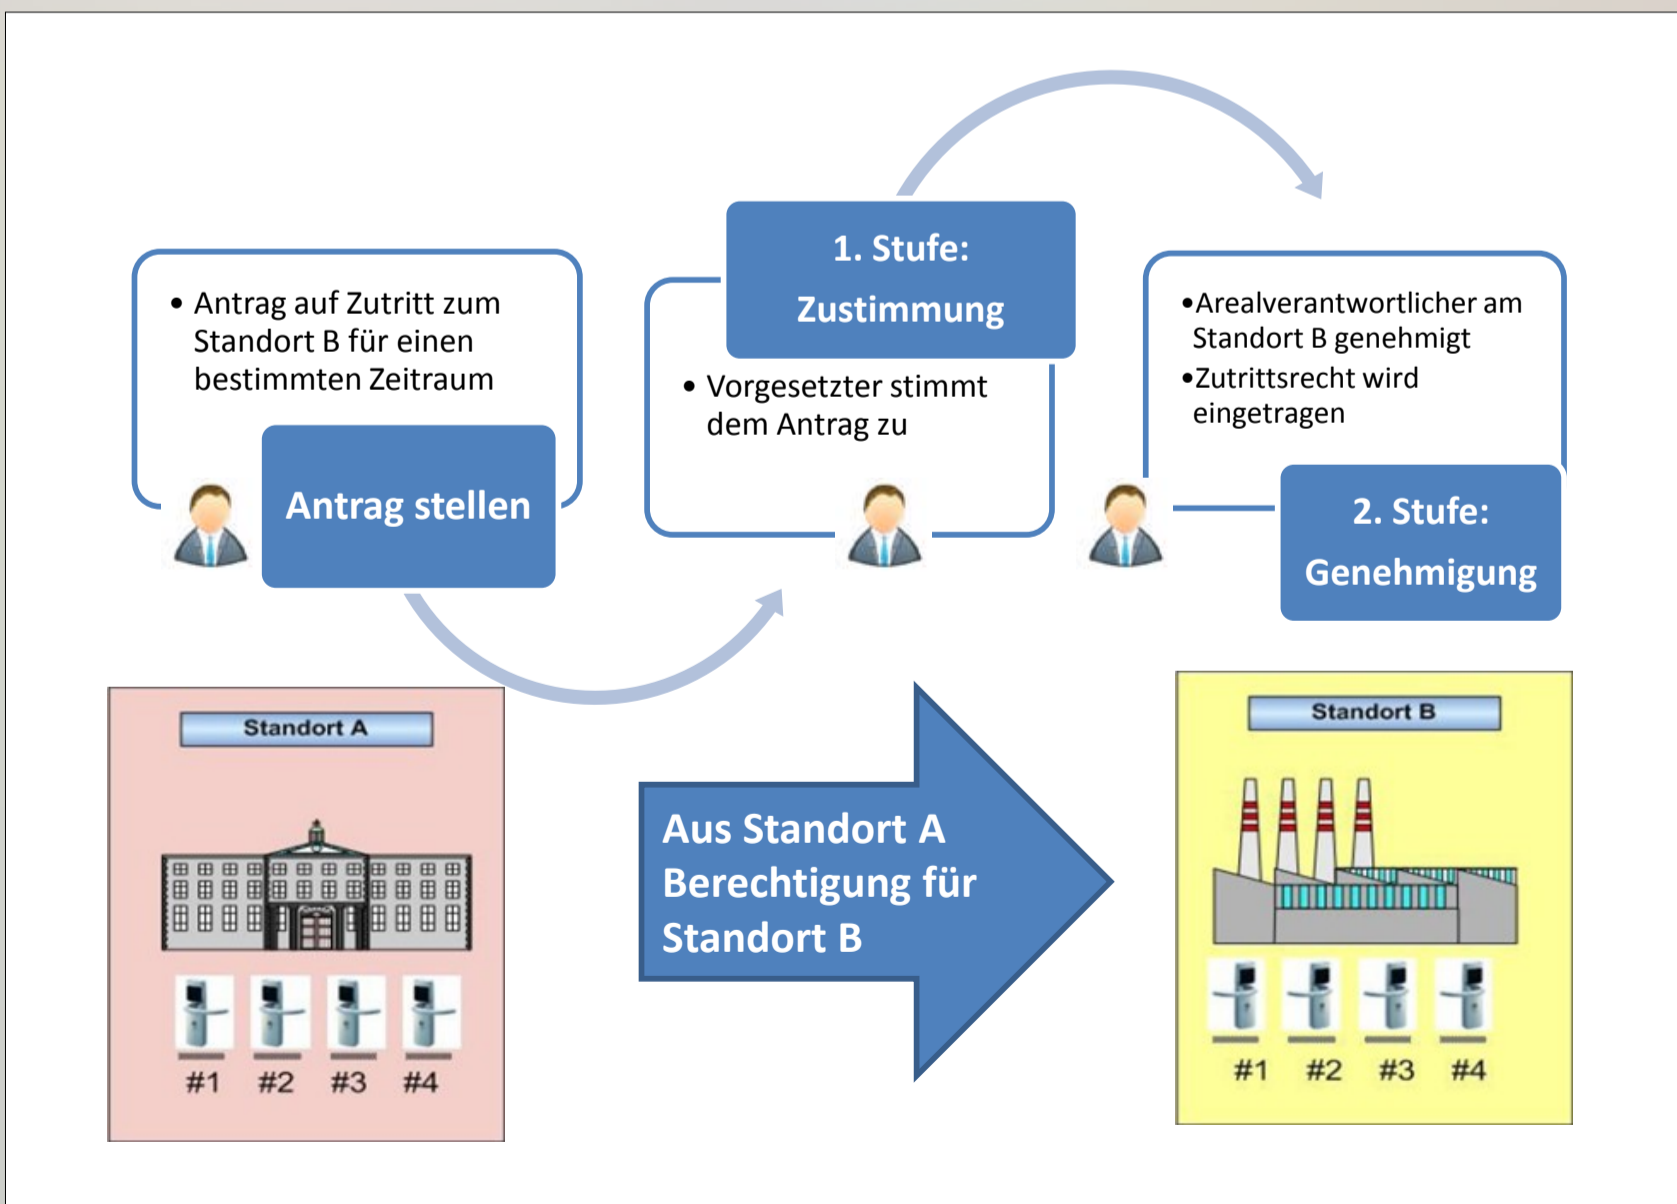 • Antrag auf Zutritt zum
Standort B für einen
bestimmten Zeitraum
Antrag stellen
1. Stufe:
Zustimmung
• Vorgesetzter stimmt
dem Antrag zu
•Arealverantwortlicher am
Standort B genehmigt
•Zutrittsrecht wird
eingetragen
2. Stufe:
Genehmigung
Standort A
#1 #2 #3 #4
Aus Standort A
Berechtigung für
Standort B
Standort B
#1 #2 #3 #4